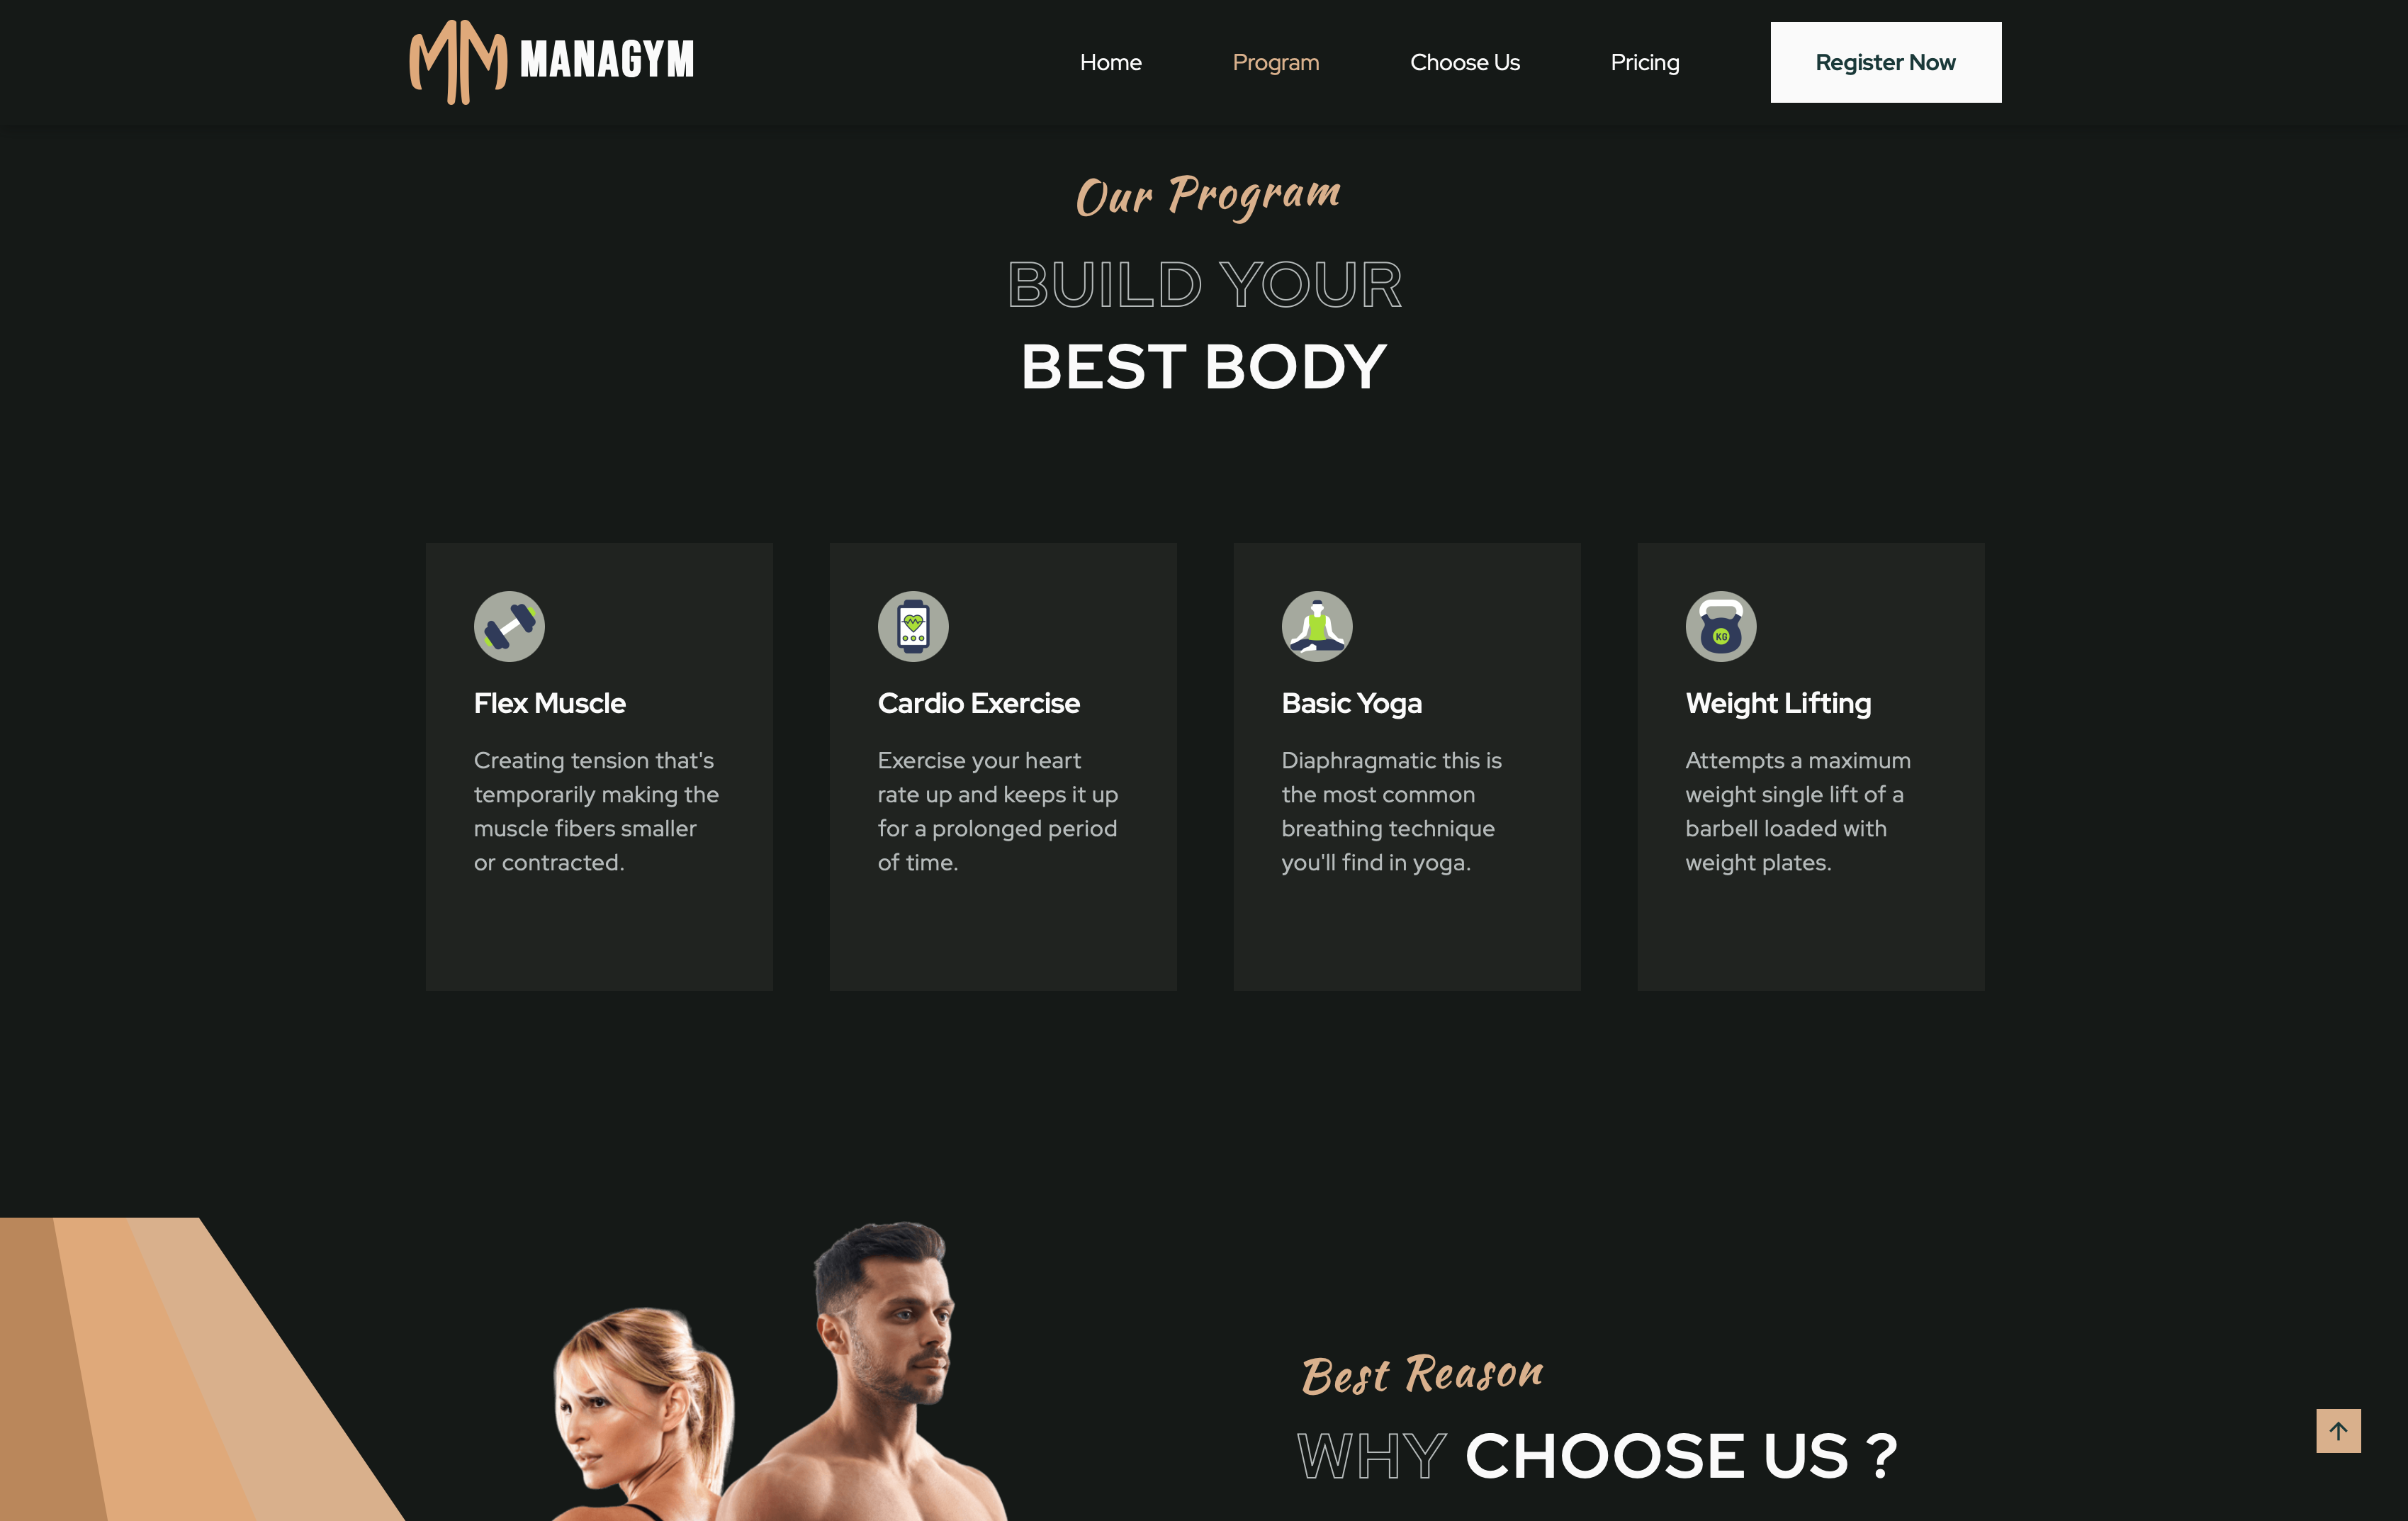 MANAGYM
Home
Program
Choose Us
Pricing
Register Now
Our Program
BUILD YOUR
BEST BODY
Flex Muscle
Creating tension that's
temporarily making the
muscle fibers smaller
or contracted.
Cardio Exercise
Exercise your heart
rate up and keeps it up
for a prolonged period
of time.
Basic Yoga
Diaphragmatic this is
the most common
breathing technique
you'll find in yoga.
KG
Weight Lifting
Attempts a maximum
weight single lift of a
barbell loaded with
weight plates.
Best Reason
WHY CHOOSE US ?